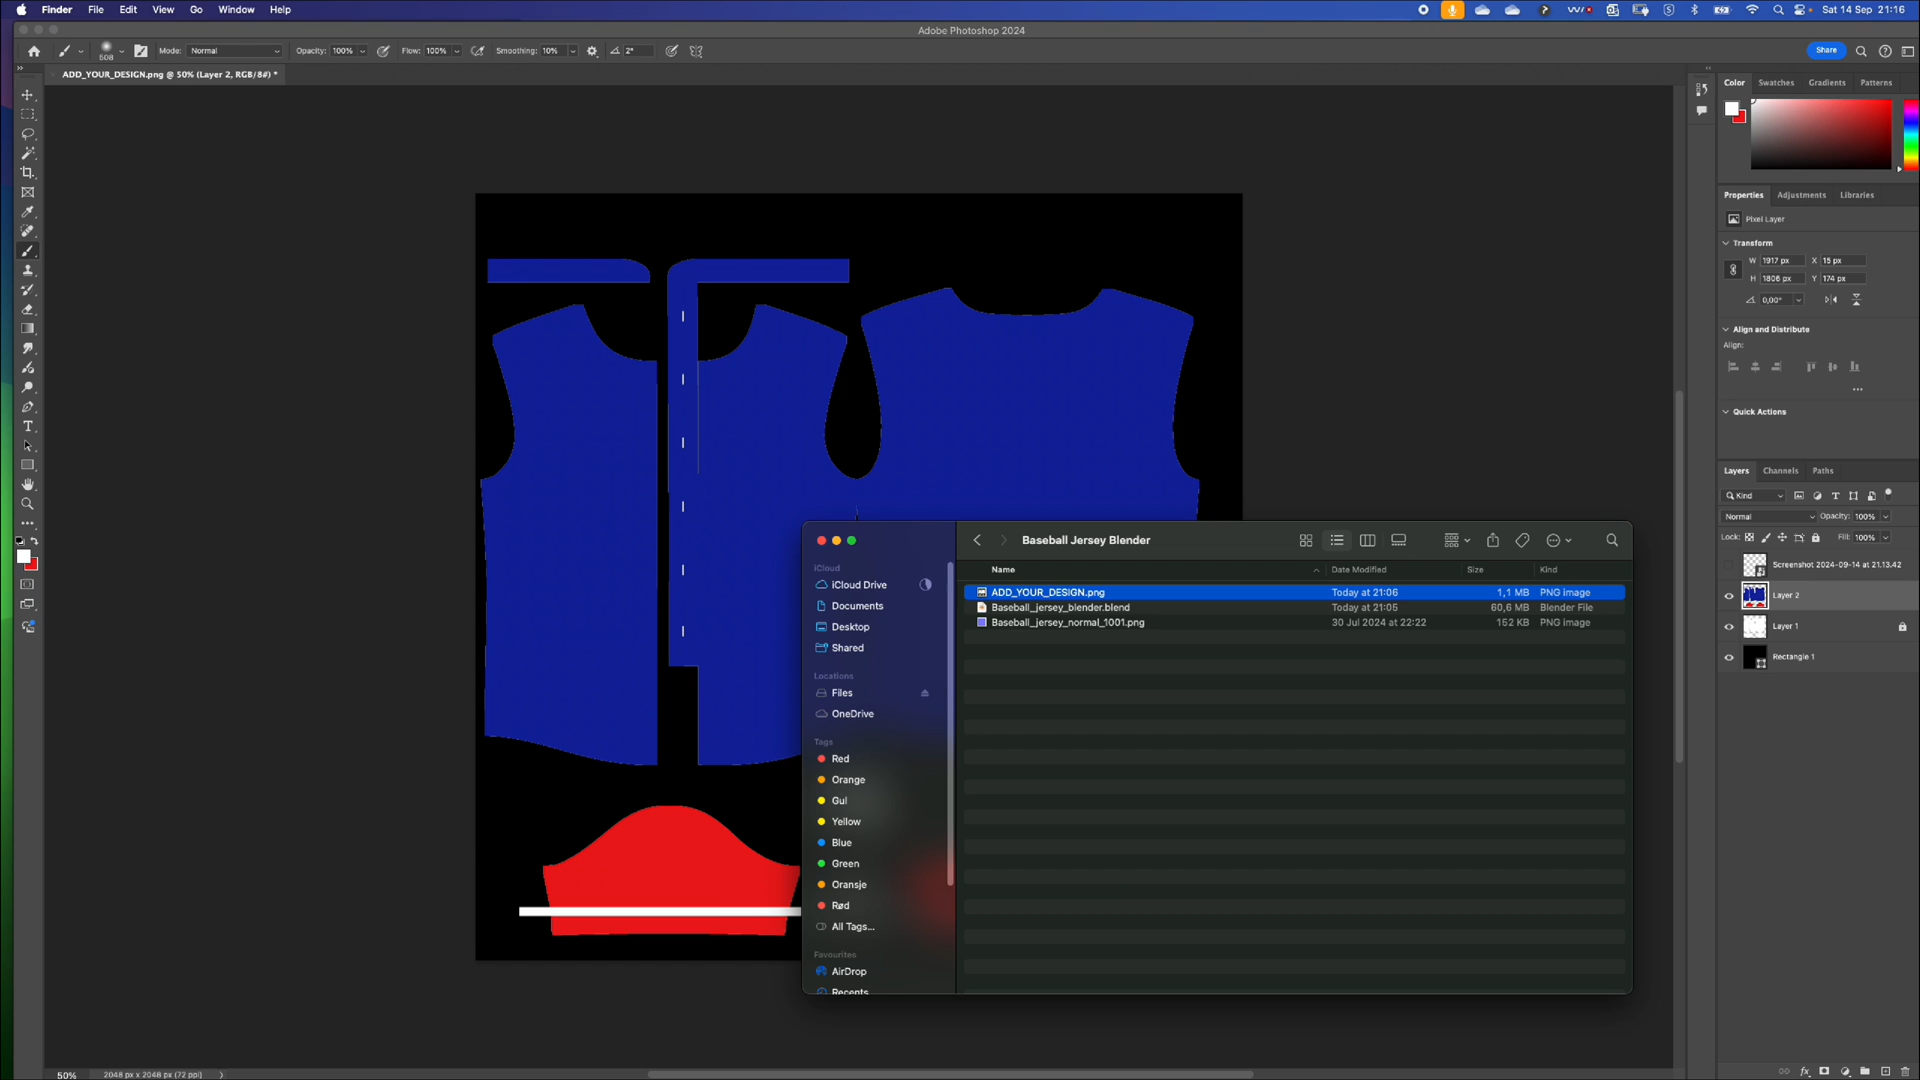 Finder File Edit View Go Window Help Sat 14 Sep 21:16
Adobe Photoshop 2024
508 Mode: Normal Opacity: 100% Flow: 100% Smoothing: 10% 2° Share
ADD_YOUR_DESIGN.png @ 50% (Layer 2, RGB/8#) *
Color Swatches Gradients Patterns
Properties Adjustments Libraries
Pixel Layer
Transform
W 1917 px X 15 px
H 1806 px Y 174 px
0,00°
Align and Distribute
Align:
Quick Actions
Layers Channels Paths
Kind
Normal Opacity: 100%
Lock: Fill: 100%
Screenshot 2024-09-14 at 21.13.42
Layer 2
Layer 1
Rectangle 1
Baseball Jersey Blender
Name Date Modified Size Kind
ADD_YOUR_DESIGN.png Today at 21:06 1,1 MB PNG image
Baseball_jersey_blender.blend Today at 21:05 60,6 MB Blender File
Baseball_jersey_normal_1001.png 30 Jul 2024 at 22:22 152 KB PNG image
iCloud
iCloud Drive
Documents
Desktop
Shared
Locations
Files
OneDrive
Tags
Red
Orange
Gul
Yellow
Blue
Green
Oransje
Rød
All Tags...
Favourites
AirDrop
Recents
50% 2048 px x 2048 px (72 ppi)